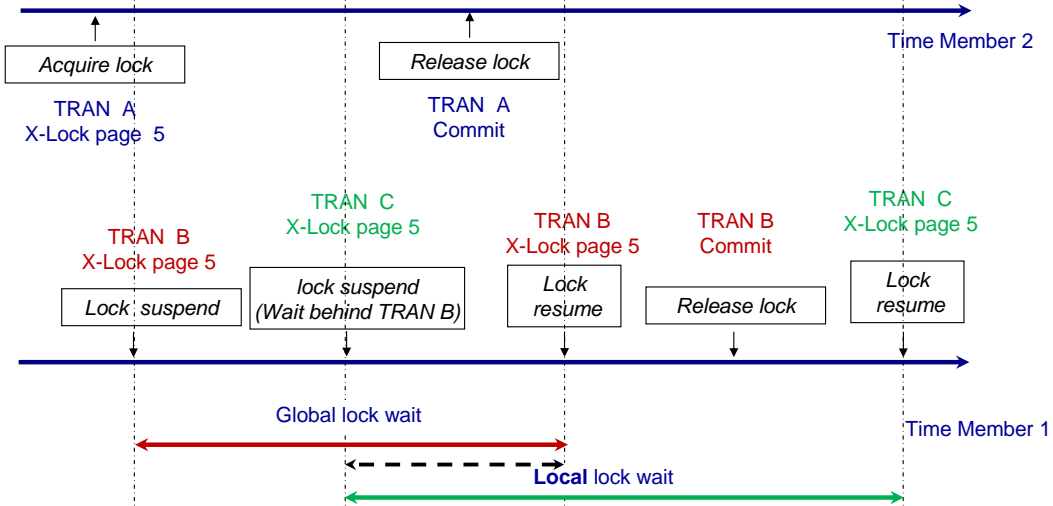 Time Member 2
Acquire lock
Release lock
TRAN A
X-Lock page 5
TRAN A
Commit
TRAN B
X-Lock page 5
TRAN C
X-Lock page 5
TRAN B
X-Lock page 5
TRAN B
Commit
TRAN C
X-Lock page 5
Lock suspend
lock suspend
(Wait behind TRAN B)
Lock
resume
Release lock
Lock
resume
Global lock wait
Time Member 1
Local lock wait